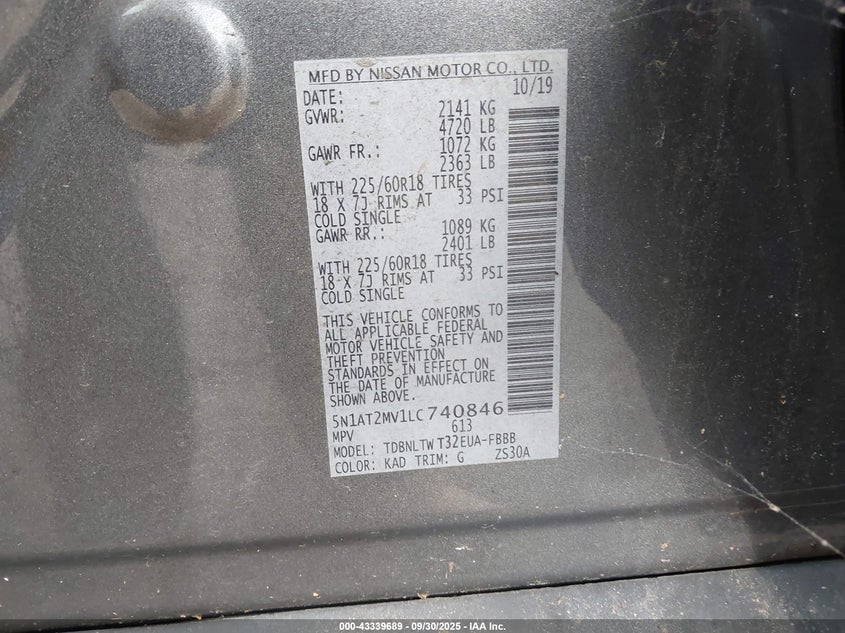 MFD BY NISSAN MOTOR CO., LTD.
DATE: 10/19
GVWR: 2141 KG
4720 LB
GAWR FR.: 1072 KG
2363 LB
WITH 225/60R18 TIRES
18 X 7J RIMS AT 33 PSI
COLD SINGLE
GAWR RR.: 1089 KG
2401 LB
WITH 225/60R18 TIRES
18 X 7J RIMS AT 33 PSI
COLD SINGLE
THIS VEHICLE CONFORMS TO
ALL APPLICABLE FEDERAL
MOTOR VEHICLE SAFETY AND
THEFT PREVENTION
STANDARDS IN EFFECT ON
THE DATE OF MANUFACTURE
SHOWN ABOVE.
5N1AT2MV1LC740846
MPV 613
MODEL: TDBNLTW T32EUA-FBBB
COLOR: KAD TRIM: G ZS30A
000-43339689 - 09/30/2025 - IAA Inc.